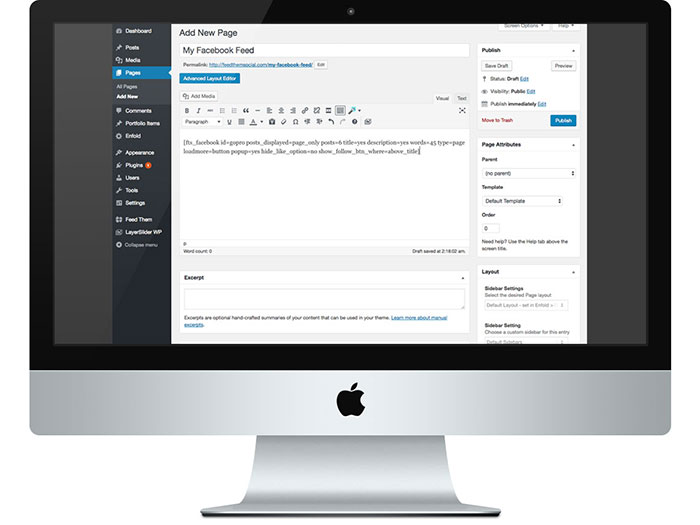 Screen Options
Help
Dashboard
Posts
Media
Pages
All Pages
Add New
Comments
Portfolio Items
Enfold
Appearance
Plugins
Users
Tools
Settings
Feed Them
LayerSlider WP
Collapse menu
Add New Page
My Facebook Feed
Permalink: http://feedthemsocial.com/my-facebook-feed/ Edit
Advanced Layout Editor
Add Media
Visual Text
Paragraph
[fts_facebook id=gopro posts_displayed=page_only posts=6 title=yes description=yes words=45 type=page
loadmore=button popup=yes hide_like_option=no show_follow_btn_where=above_title]
p
Word count: 0
Draft saved at 2:16:02 am.
Excerpt
Excerpts are optional hand-crafted summaries of your content that can be used in your theme. Learn more about manual
excerpts.
Publish
Save Draft Preview
Status: Draft Edit
Visibility: Public Edit
Publish immediately Edit
Move to Trash Publish
Page Attributes
Parent
(no parent)
Template
Default Template
Order
0
Need help? Use the Help tab above the
screen title.
Layout
Sidebar Settings
Select the desired Page layout
Default Layout - set in Enfold
Sidebar Setting
Choose a custom sidebar for this entry
Default Sidebars